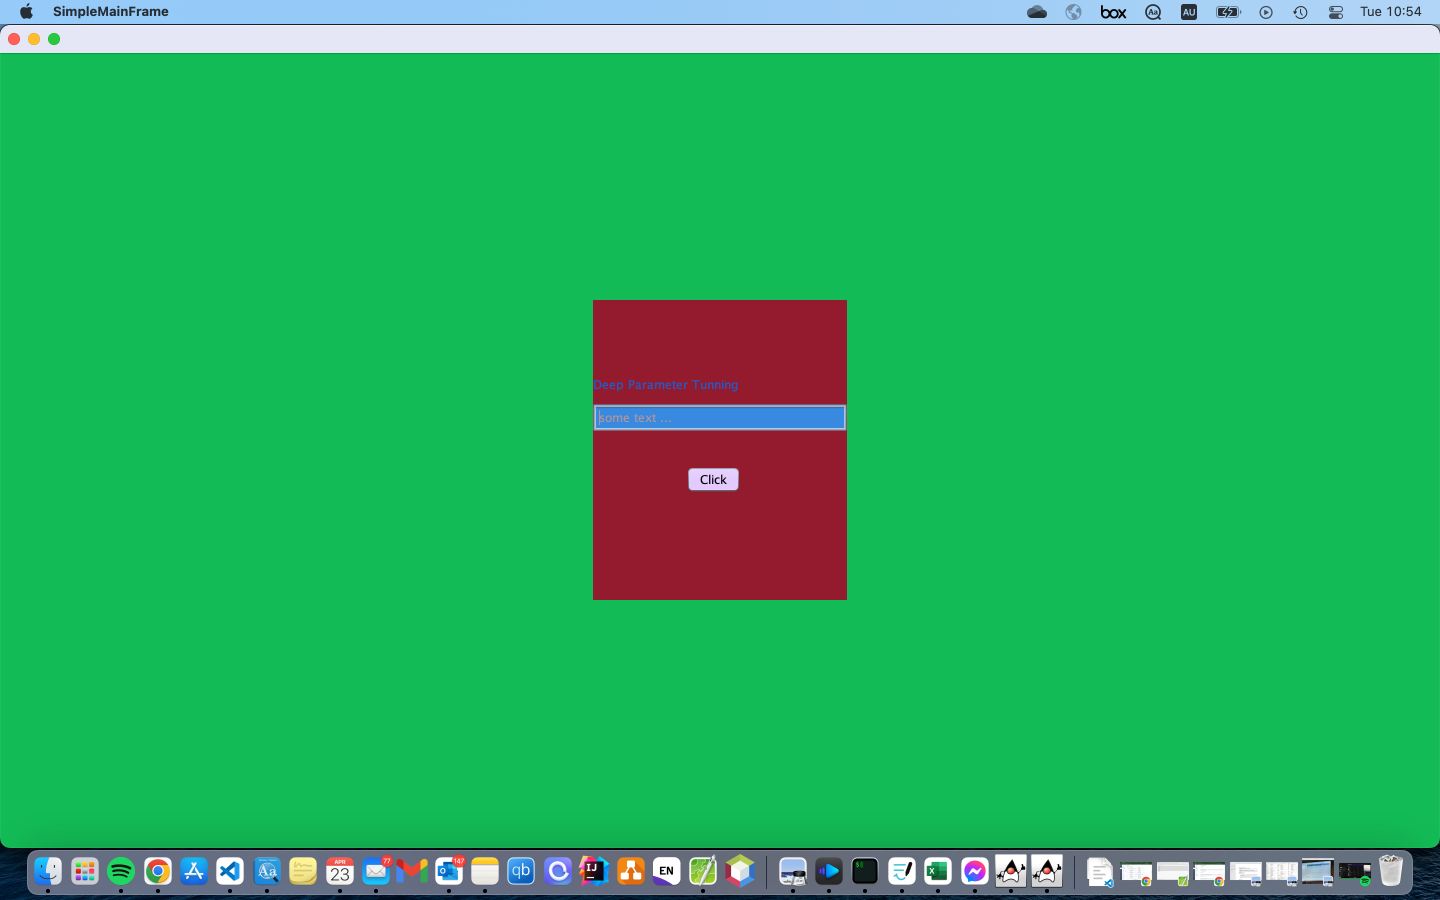 SimpleMainFrame
box
Aa
AU
Tue 10:54
Deep Parameter Tunning
some text ...
Click
Aa
APR
23
77
147
qb
IJ
EN